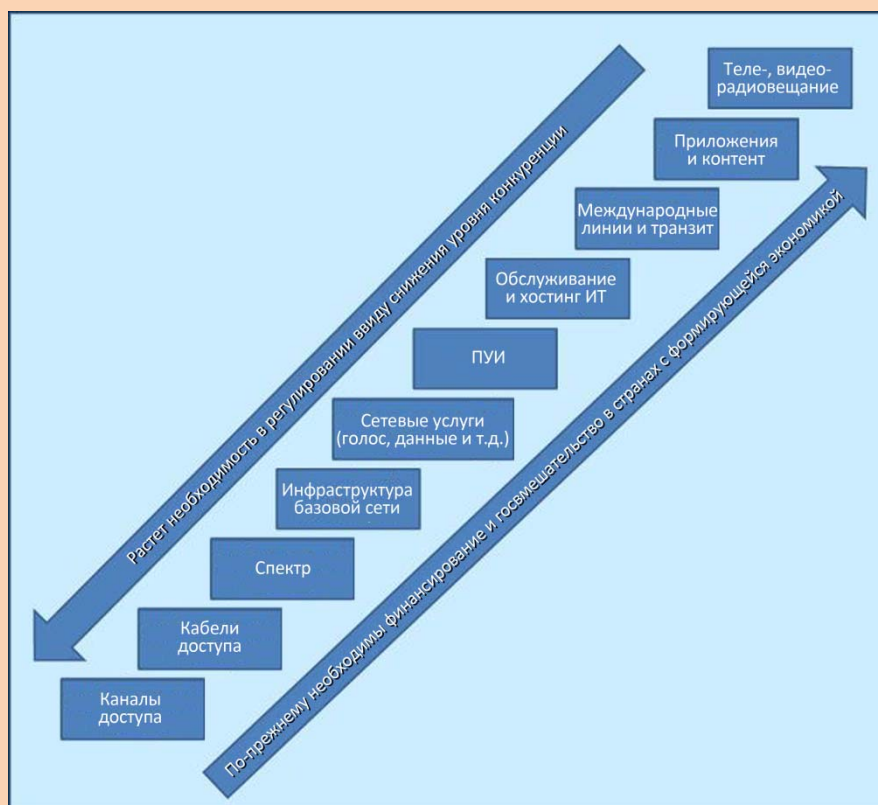 Теле-, видео-
радиовещание
Приложения
и контент
Международные
линии и транзит
Обслуживание
и хостинг ИТ
ПУИ
Сетевые услуги
(голос, данные и т.д.)
Инфраструктура
базовой сети
Спектр
Кабели
доступа
Каналы
доступа
Растет необходимость в регулировании ввиду снижения уровня конкуренции
По-прежнему необходимы финансирование и госвмешательство в странах с формирующейся экономикой